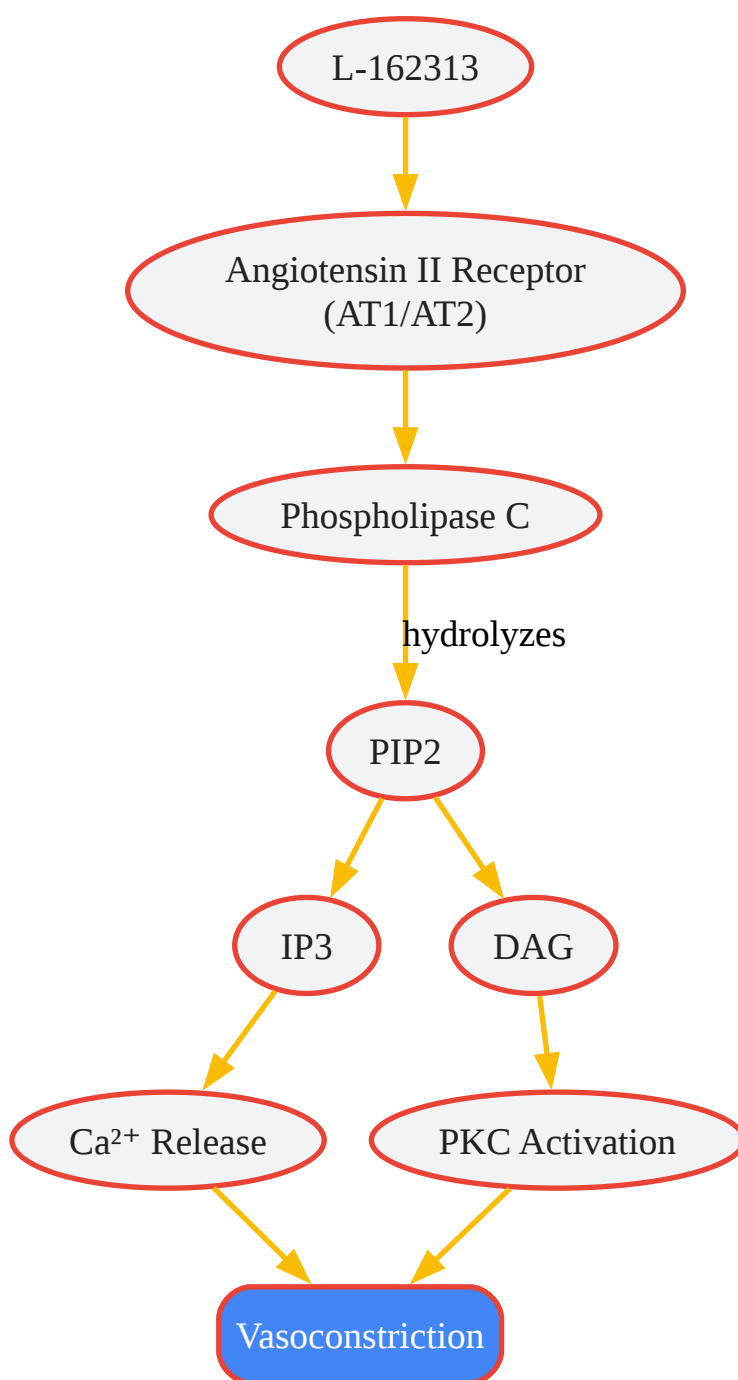 L-162313
Angiotensin II Receptor
(AT1/AT2)
Phospholipase C
hydrolyzes
PIP2
IP3
DAG
Ca²⁺ Release
PKC Activation
Vasoconstriction